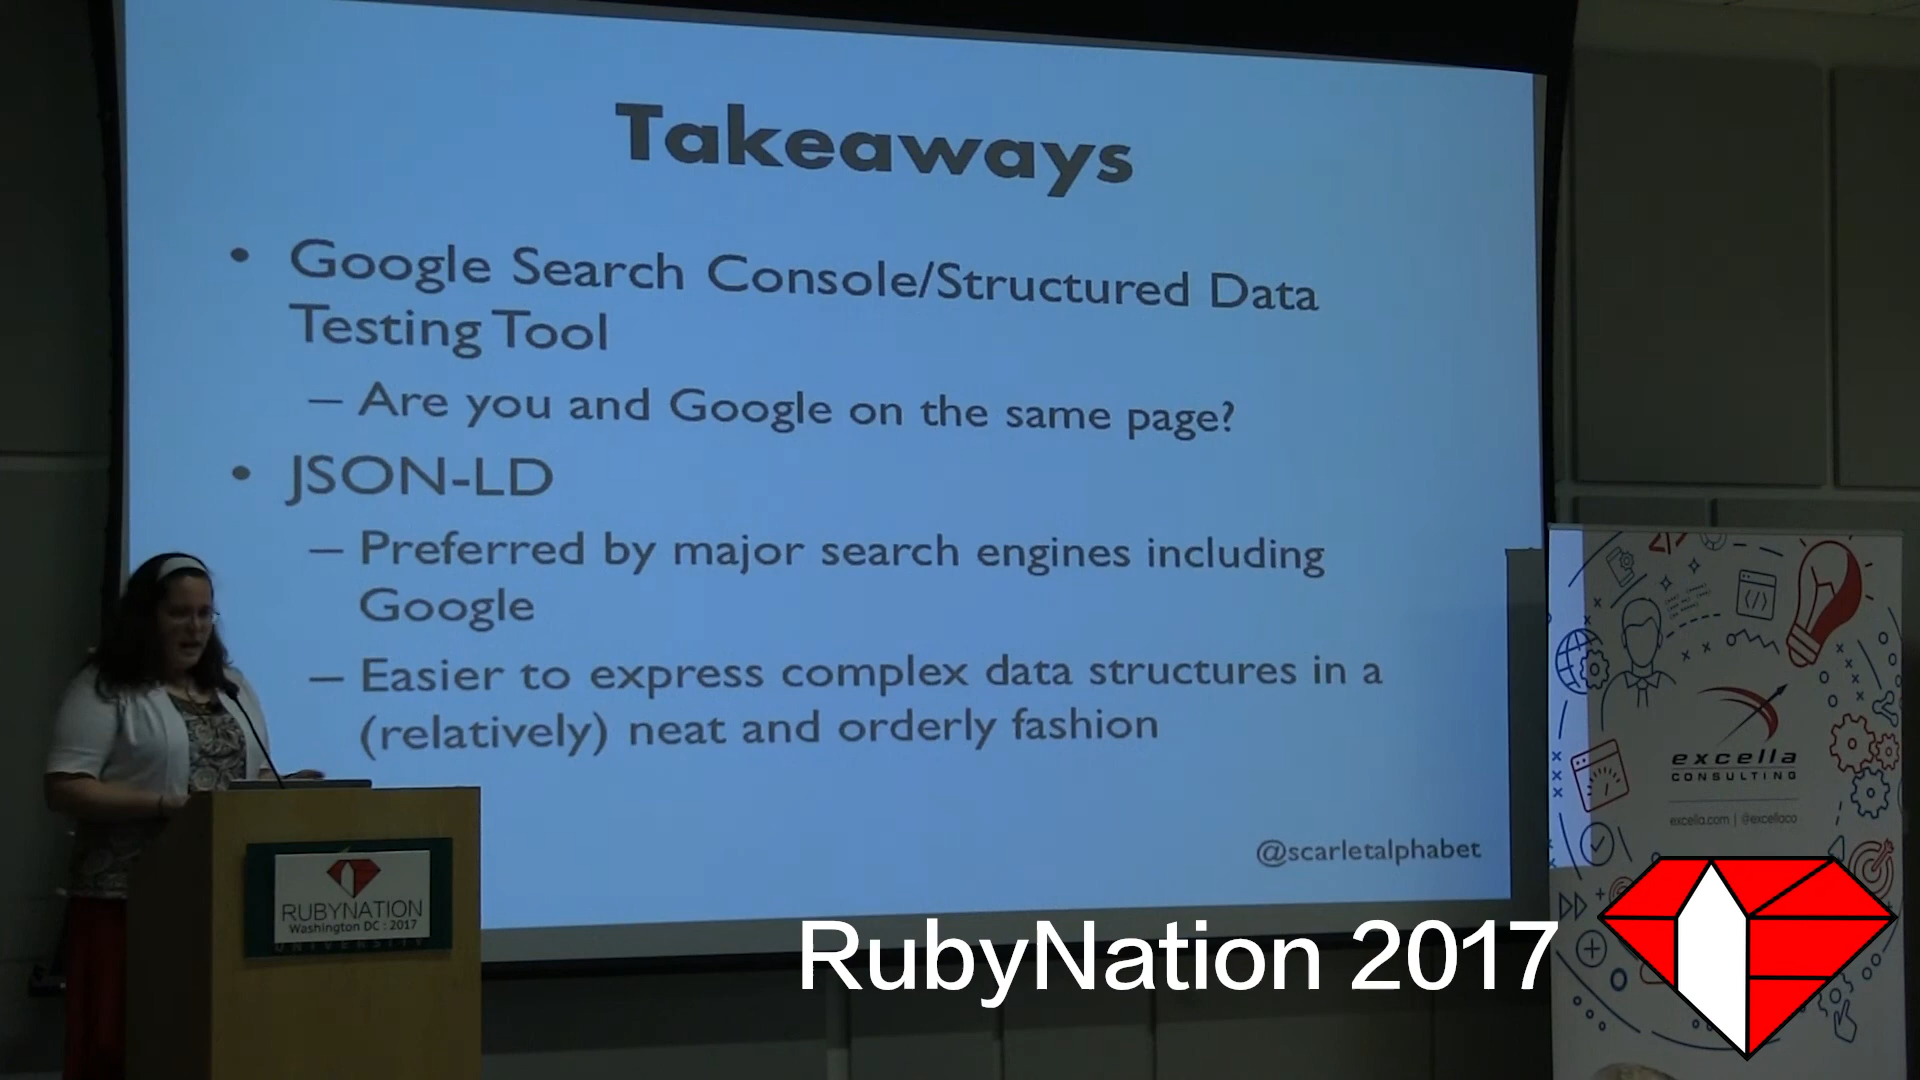 Takeaways
• Google Search Console/Structured Data
Testing Tool
– Are you and Google on the same page?
• JSON-LD
– Preferred by major search engines including
Google
– Easier to express complex data structures in a
(relatively) neat and orderly fashion
@scarletalphabet
RUBYNATION
Washington DC : 2017
UNIVERSITY
excella
CONSULTING
excella.com | @excellaco
RubyNation 2017